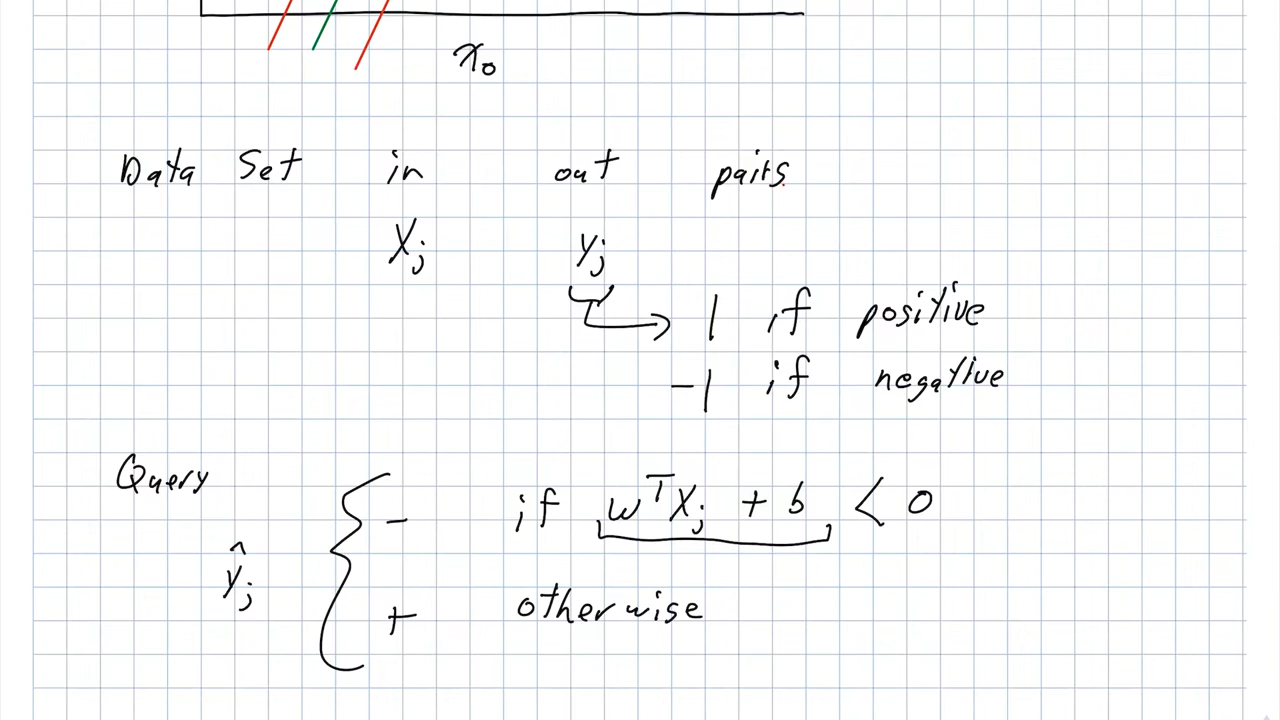 x₀
Data Set in out pairs.
Xⱼ yⱼ
1 if positive
-1 if negative
Query
- if wᵀXⱼ + b < 0
ŷⱼ
+ otherwise